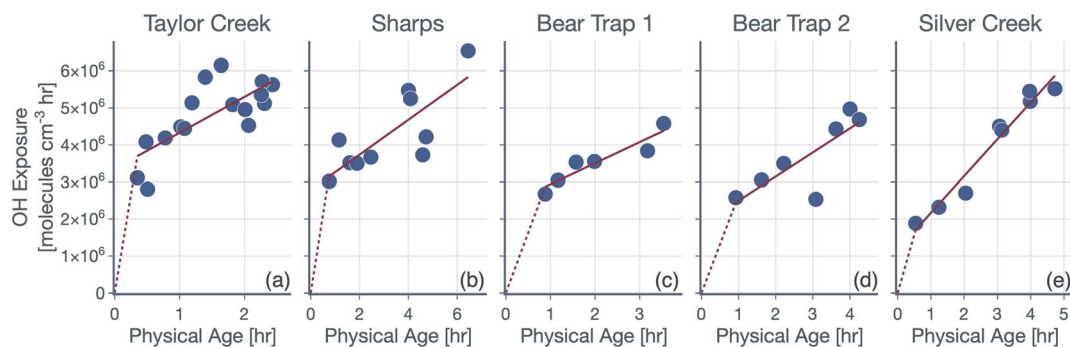 Taylor Creek
Sharps
Bear Trap 1
Bear Trap 2
Silver Creek
OH Exposure
[molecules cm⁻³ hr]
6×10⁶
5×10⁶
4×10⁶
3×10⁶
2×10⁶
1×10⁶
0
(a)
(b)
(c)
(d)
(e)
0 1 2
0 2 4 6
0 1 2 3
0 1 2 3 4
0 1 2 3 4 5
Physical Age [hr]
Physical Age [hr]
Physical Age [hr]
Physical Age [hr]
Physical Age [hr]